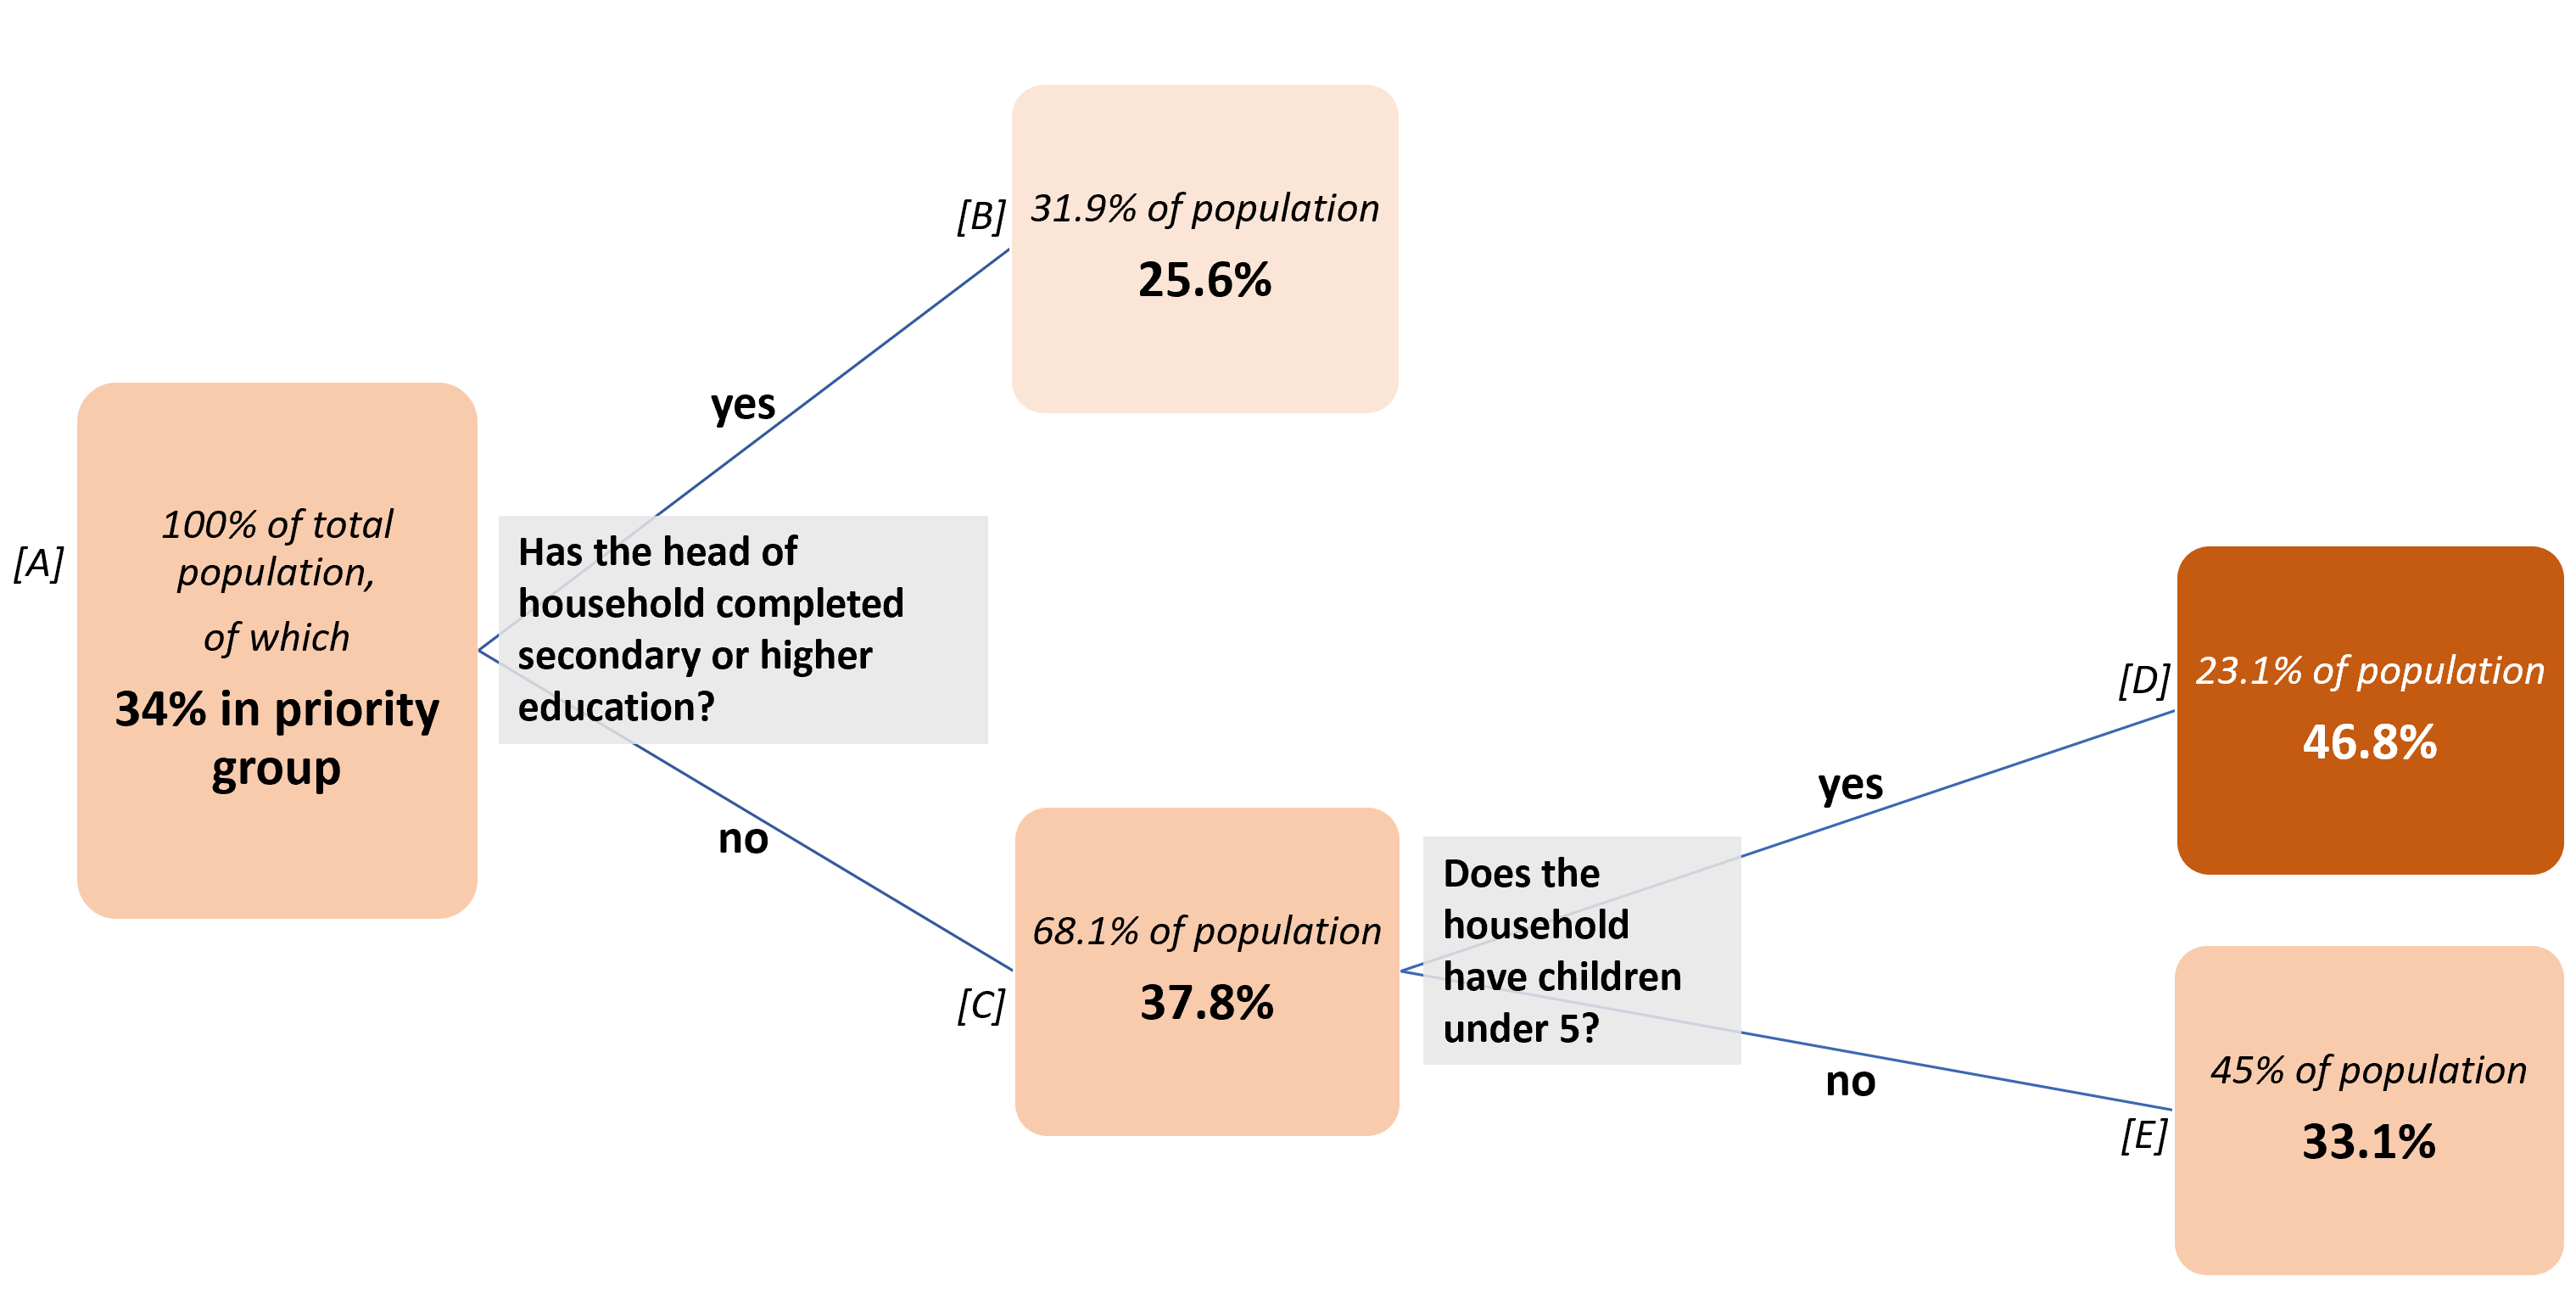 [A]
100% of total
population,
of which
34% in priority
group
Has the head of
household completed
secondary or higher
education?
yes
no
[B]
31.9% of population
25.6%
[C]
68.1% of population
37.8%
Does the
household
have children
under 5?
yes
no
[D]
23.1% of population
46.8%
[E]
45% of population
33.1%